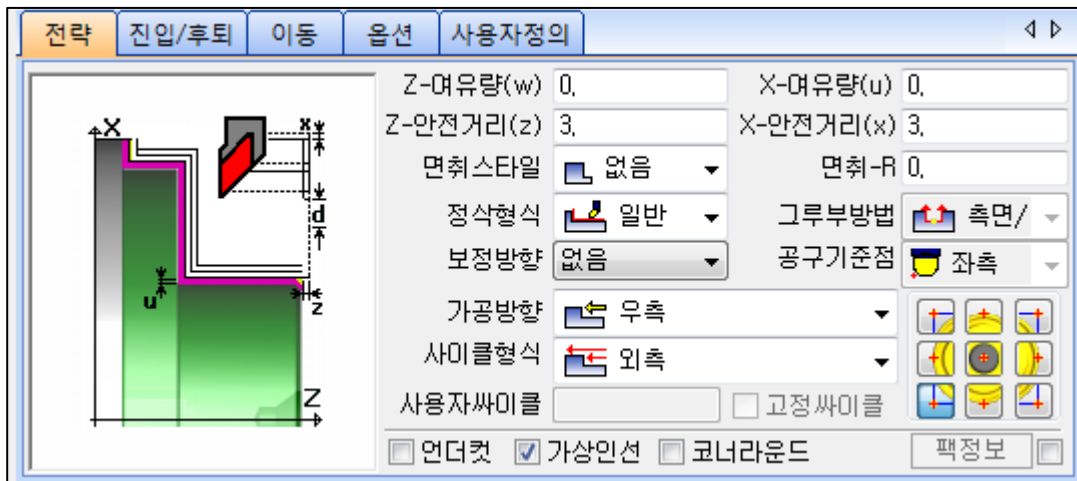 전략 진입/후퇴 이동 옵션 사용자정의
Z-여유량(w) 0, X-여유량(u) 0,
Z-안전거리(z) 3, X-안전거리(x) 3,
면취스타일 없음 면취-R 0,
정삭형식 일반 그루부방법 측면/
보정방향 없음 공구기준점 좌측
가공방향 우측
사이클형식 외측
사용자싸이클 고정싸이클
언더컷 가상인선 코너라운드 팩정보
X x
d
u z
Z